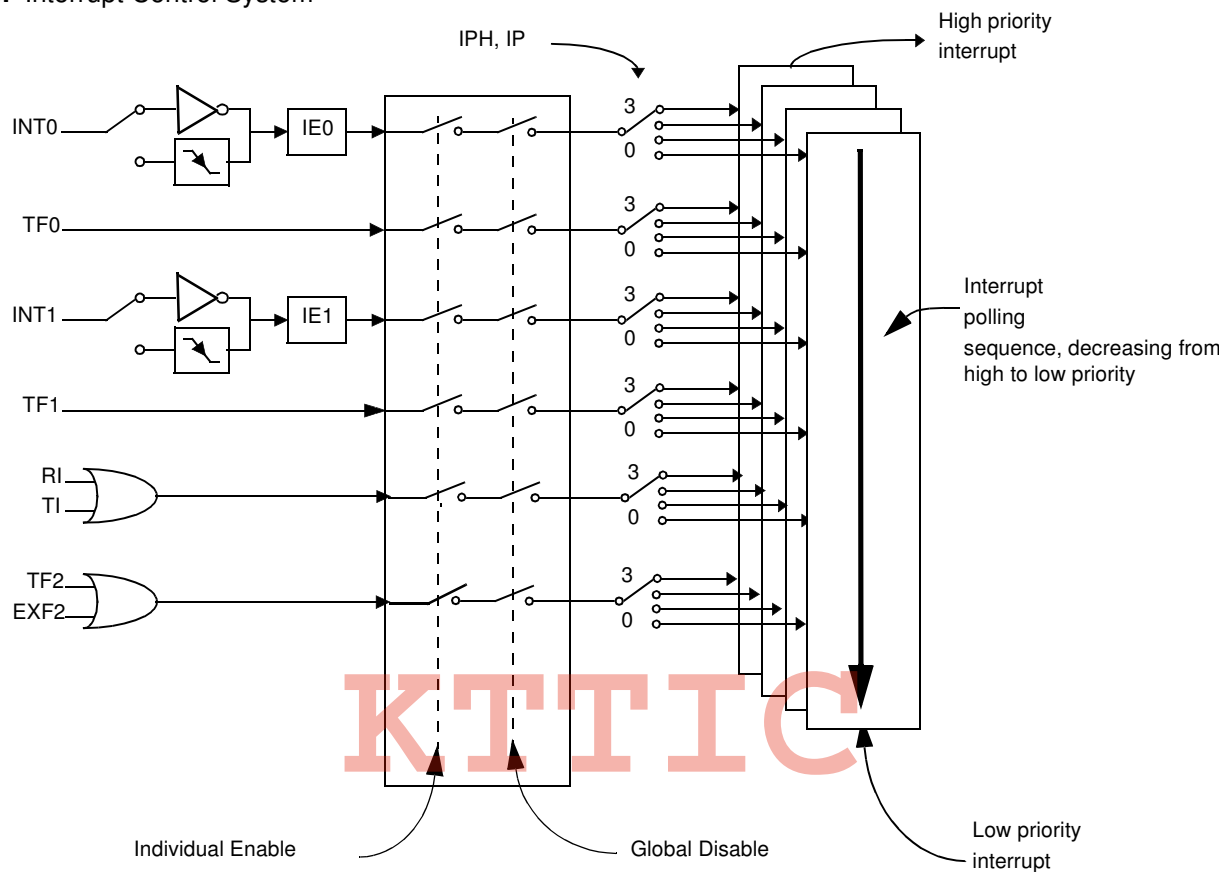 Interrupt Control System
IPH, IP
High priority
interrupt
INT0
IE0
3
0
TF0
3
0
INT1
IE1
3
0
Interrupt
polling
sequence, decreasing from
high to low priority
TF1
3
0
RI
TI
3
0
TF2
EXF2
3
0
KTTIC
Individual Enable
Global Disable
Low priority
interrupt